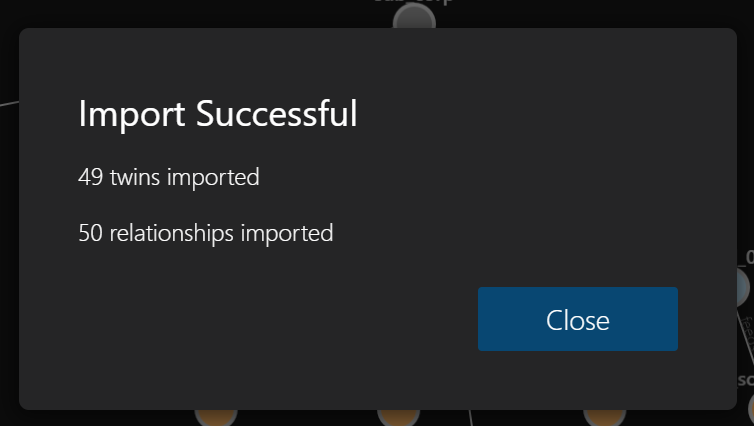 Import Successful
49 twins imported
50 relationships imported
Close